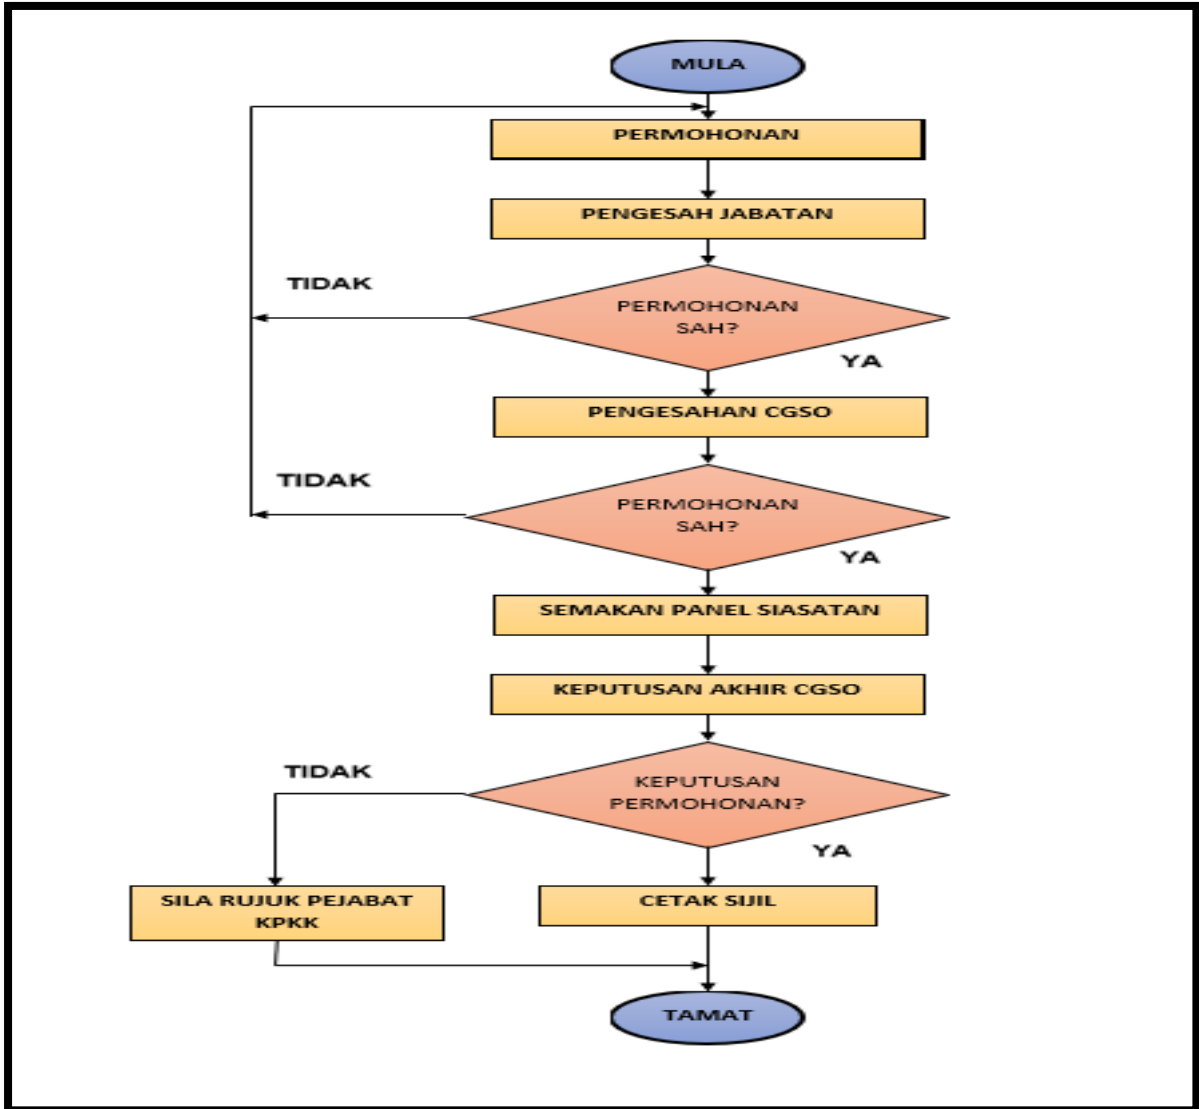 MULA
PERMOHONAN
PENGESAH JABATAN
TIDAK
PERMOHONAN
SAH?
YA
PENGESAHAN CGSO
TIDAK
PERMOHONAN
SAH?
YA
SEMAKAN PANEL SIASATAN
KEPUTUSAN AKHIR CGSO
TIDAK
KEPUTUSAN
PERMOHONAN?
YA
SILA RUJUK PEJABAT
KPKK
CETAK SIJIL
TAMAT